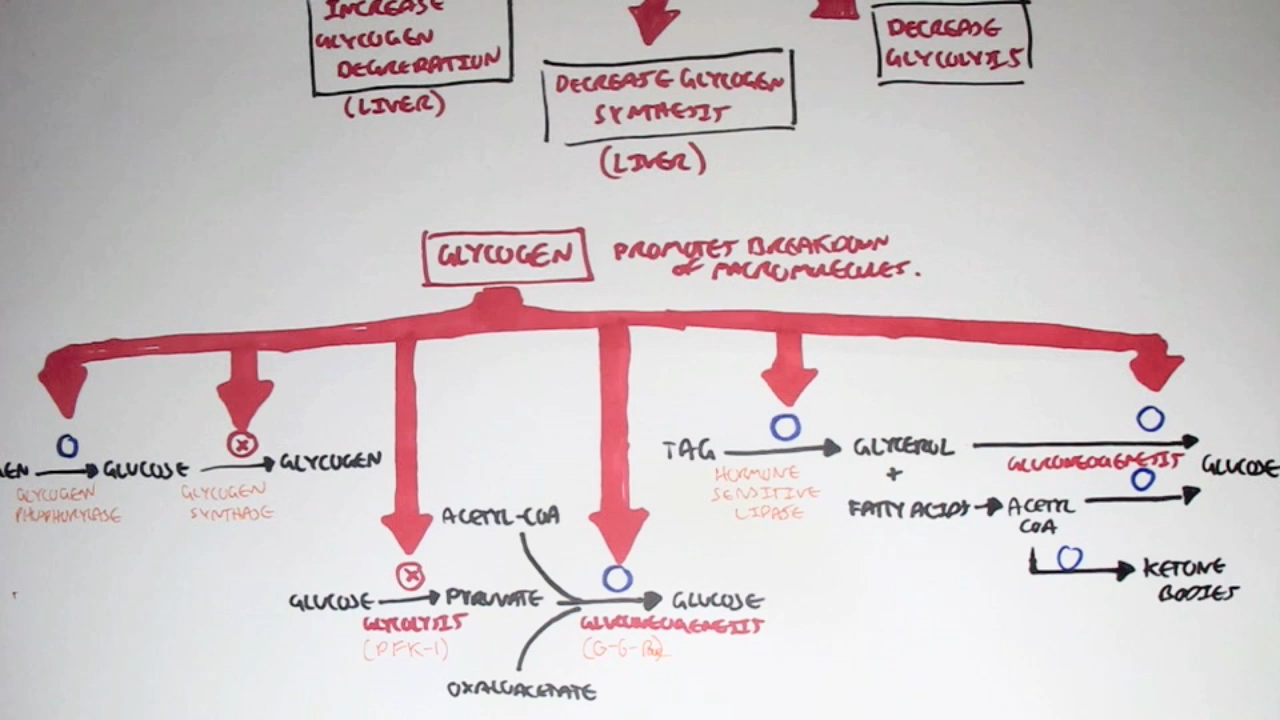 INCREASE
GLYCOGEN
DEGRERATION
(LIVER)
DECREASE GLYCOGEN
SYNTHESIS
(LIVER)
DECREASE
GLYCOLYSIS
GLYCOGEN
PROMOTES BREAKDOWN
OF MACROMOLECULES.
GEN
GLUCOSE
GLYCOGEN
GLYCOGEN
PHOSPHORYLASE
GLYCOGEN
SYNTHASE
GLUCOSE
PYRUVATE
GLUCOSE
GLYCOLYSIS
(PFK-1)
ACETYL-COA
OXALOACETATE
GLUCONEOGENESIS
TAG
GLYCEROL
+
FATTY ACIDS
HORMONE
SENSITIVE
LIPASE
GLUCONEOGENESIS
GLUCOSE
ACETYL
COA
KETONE
BODIES